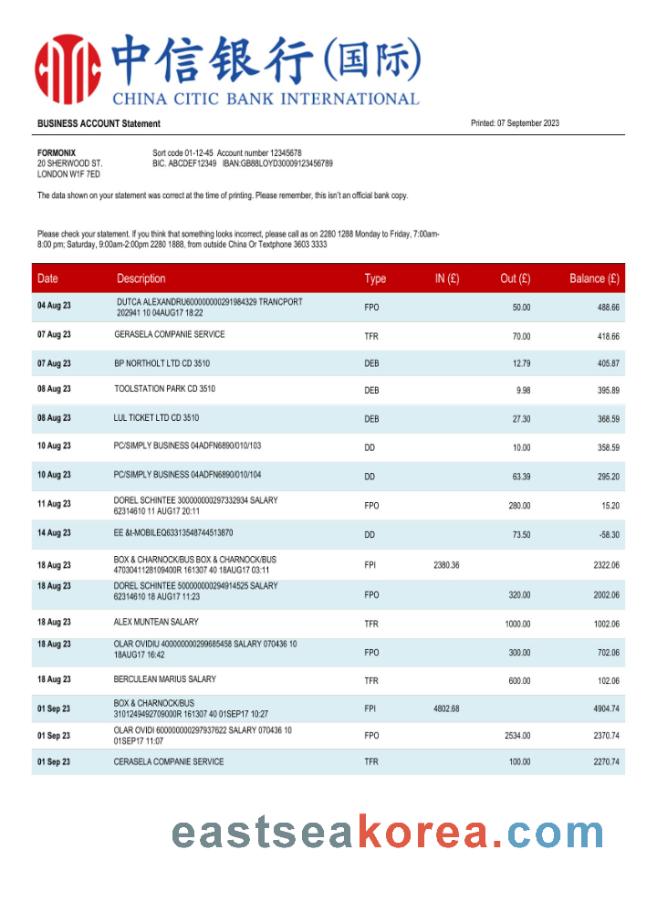 中信银行(国际)
CHINA CITIC BANK INTERNATIONAL
BUSINESS ACCOUNT Statement Printed: 07 September 2023
FORMONIX Sort code 01-12-45 Account number 12345678
20 SHERWOOD ST. BIC. ABCDEF12349 IBAN:GB88LOYD30009123456789
LONDON W1F 7ED
The data shown on your statement was correct at the time of printing. Please remember, this isn't an official bank copy.
Please check your statement. If you think that something looks incorrect, please call as on 2280 1288 Monday to Friday, 7:00am-
8:00 pm; Saturday, 9:00am-2:00pm 2280 1888, from outside China Or Textphone 3603 3333
Date Description Type IN (£) Out (£) Balance (£)
04 Aug 23 DUTCA ALEXANDRU600000000291984329 TRANCPORT FPO 50.00 488.66
202941 10 04AUG17 18:22
07 Aug 23 GERASELA COMPANIE SERVICE TFR 70.00 418.66
07 Aug 23 BP NORTHOLT LTD CD 3510 DEB 12.79 405.87
08 Aug 23 TOOLSTATION PARK CD 3510 DEB 9.98 395.89
08 Aug 23 LUL TICKET LTD CD 3510 DEB 27.30 368.59
10 Aug 23 PC/SIMPLY BUSINESS 04ADFN6890/010/103 DD 10.00 358.59
10 Aug 23 PC/SIMPLY BUSINESS 04ADFN6890/010/104 DD 63.39 295.20
11 Aug 23 DOREL SCHINTEE 300000000297332934 SALARY FPO 280.00 15.20
62314610 11 AUG17 20:11
14 Aug 23 EE &t-MOBILEQ63313548744513870 DD 73.50 -58.30
18 Aug 23 BOX & CHARNOCK/BUS BOX & CHARNOCK/BUS FPI 2380.36 2322.06
4703041128109400R 161307 40 18AUG17 03:11
18 Aug 23 DOREL SCHINTEE 500000000294914525 SALARY FPO 320.00 2002.06
62314610 18 AUG17 11:23
18 Aug 23 ALEX MUNTEAN SALARY TFR 1000.00 1002.06
18 Aug 23 OLAR OVIDIU 400000000299685458 SALARY 070436 10 FPO 300.00 702.06
18AUG17 16:42
18 Aug 23 BERCULEAN MARIUS SALARY TFR 600.00 102.06
01 Sep 23 BOX & CHARNOCK/BUS FPI 4802.68 4904.74
3101249492709000R 161307 40 01SEP17 10:27
01 Sep 23 OLAR OVIDI 600000000297937622 SALARY 070436 10 FPO 2534.00 2370.74
01SEP17 11:07
01 Sep 23 CERASELA COMPANIE SERVICE TFR 100.00 2270.74
eastseakorea.com